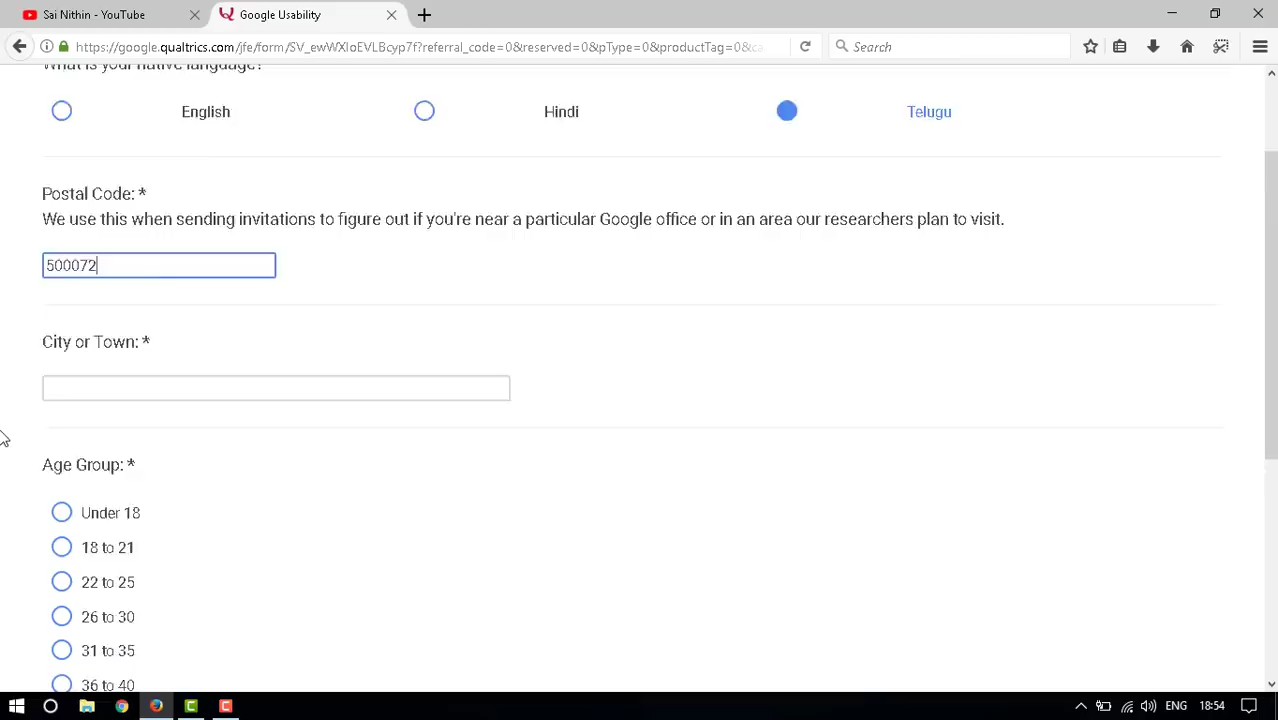 Sai Nithin - YouTube
Google Usability
https://google.qualtrics.com/jfe/form/SV_ewWXIoEVLBcyp7f?referral_code=0&reserved=0&pType=0&productTag=0&ca
Search
What is your native language?
English Hindi Telugu
Postal Code: *
We use this when sending invitations to figure out if you're near a particular Google office or in an area our researchers plan to visit.
500072
City or Town: *
Age Group: *
Under 18
18 to 21
22 to 25
26 to 30
31 to 35
36 to 40
ENG 18:54